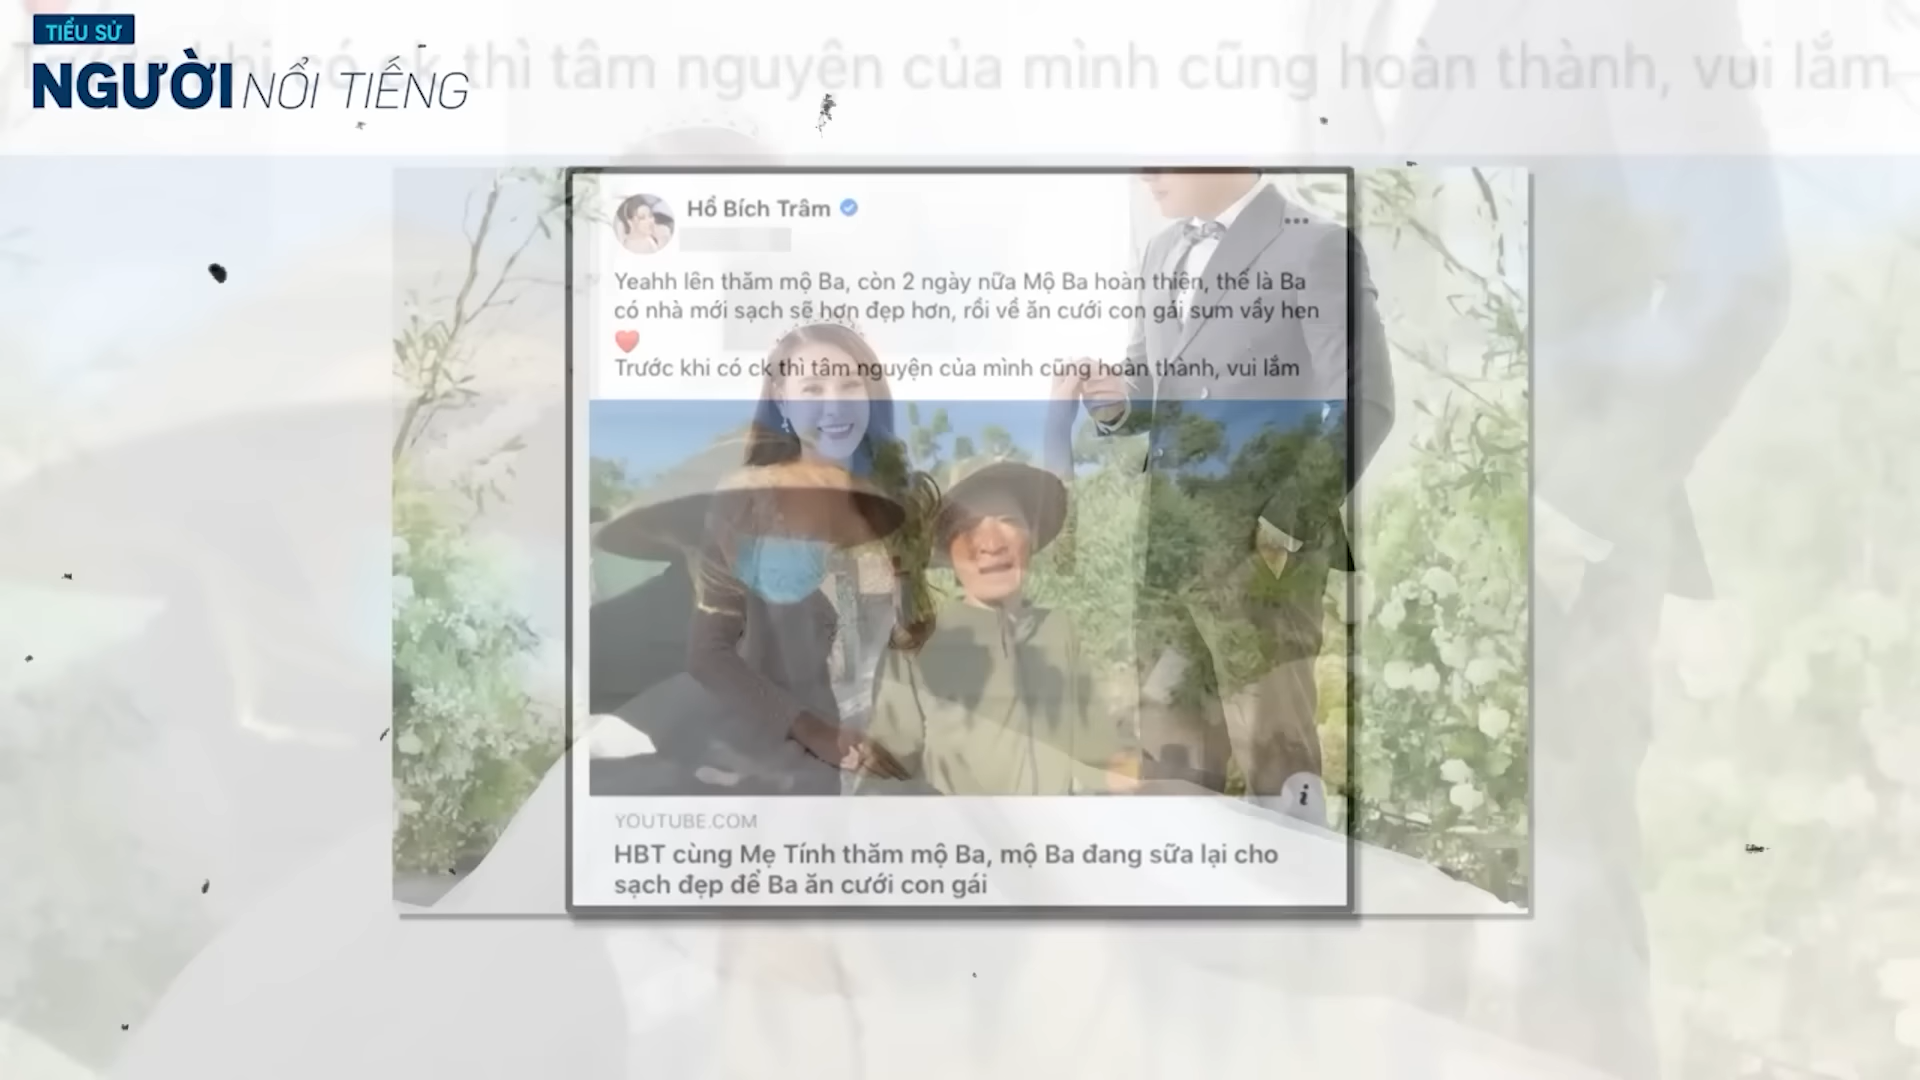 TIỂU SỬ
NGƯỜI NỔI TIẾNG
khi có ck thì tâm nguyện của mình cũng hoàn thành, vui lắm
Hồ Bích Trâm
Yeahh lên thăm mộ Ba, còn 2 ngày nữa Mộ Ba hoàn thiện, thế là Ba
có nhà mới sạch sẽ hơn đẹp hơn, rồi về ăn cưới con gái sum vầy hen
Trước khi có ck thì tâm nguyện của mình cũng hoàn thành, vui lắm
YOUTUBE.COM
HBT cùng Mẹ Tính thăm mộ Ba, mộ Ba đang sữa lại cho
sạch đẹp để Ba ăn cưới con gái